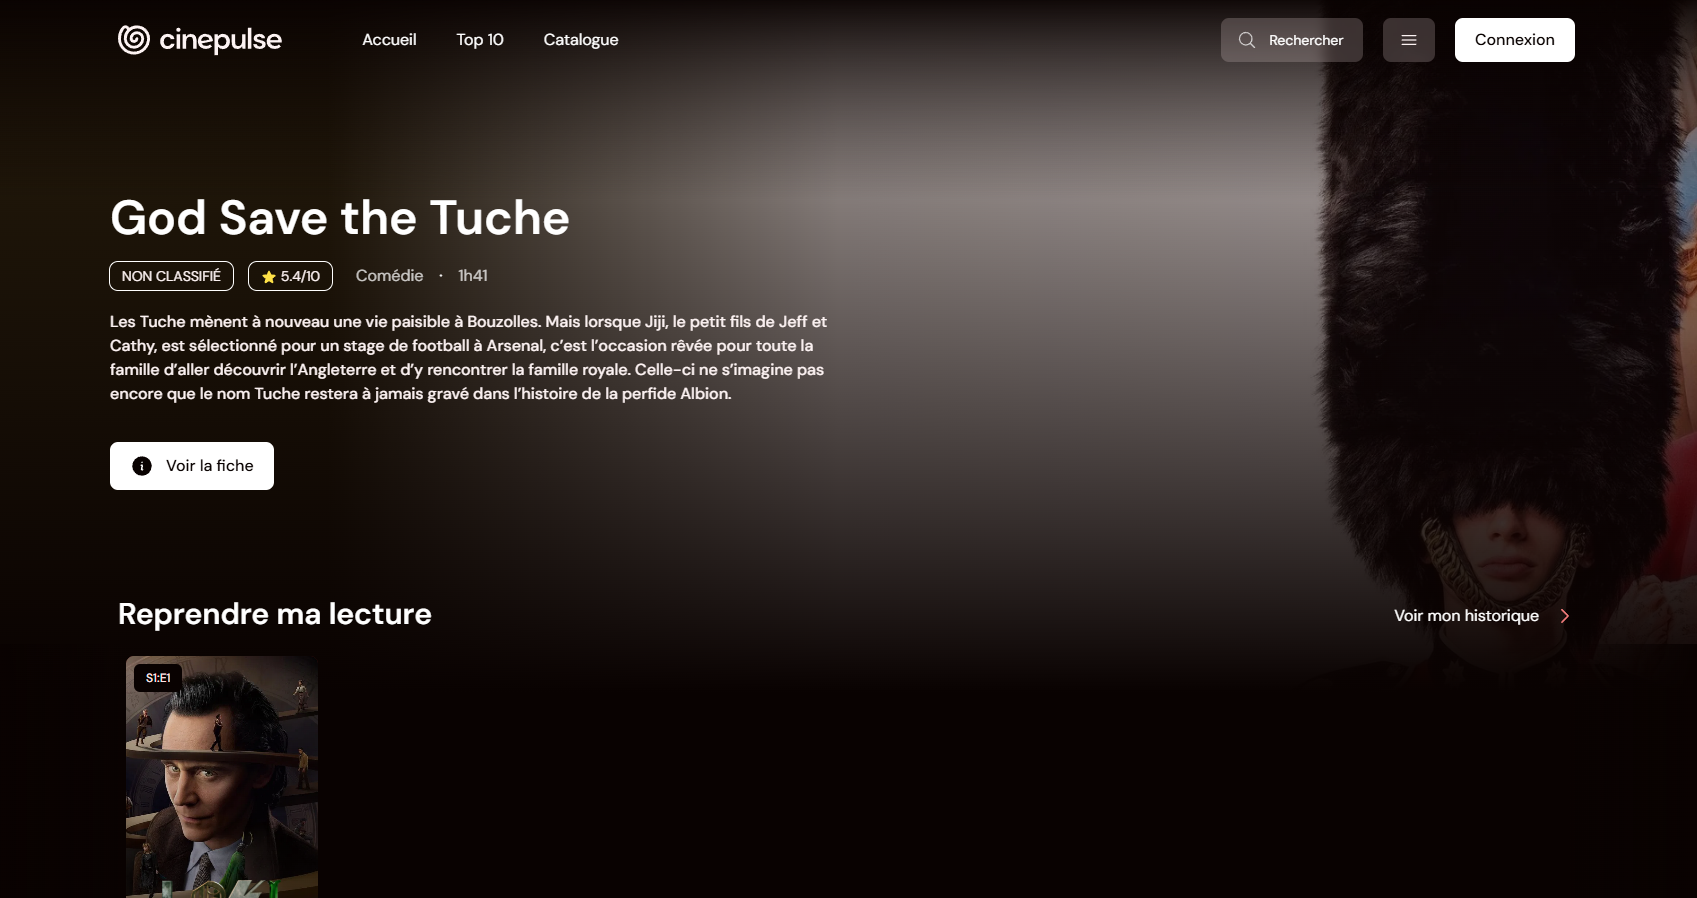 cinepulse
Accueil
Top 10
Catalogue
Rechercher
Connexion
God Save the Tuche
NON CLASSIFIÉ
⭐ 5.4/10
Comédie · 1h41
Les Tuche mènent à nouveau une vie paisible à Bouzolles. Mais lorsque Jiji, le petit fils de Jeff et
Cathy, est sélectionné pour un stage de football à Arsenal, c’est l’occasion rêvée pour toute la
famille d’aller découvrir l’Angleterre et d’y rencontrer la famille royale. Celle-ci ne s’imagine pas
encore que le nom Tuche restera à jamais gravé dans l’histoire de la perfide Albion.
Voir la fiche
Reprendre ma lecture
Voir mon historique
S1:E1